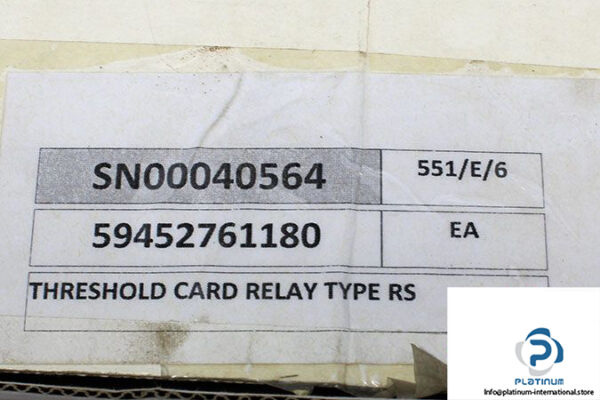 SN00040564 551/E/6
59452761180 EA
THRESHOLD CARD RELAY TYPE RS
PLATINUM
Info@platinum-international.store